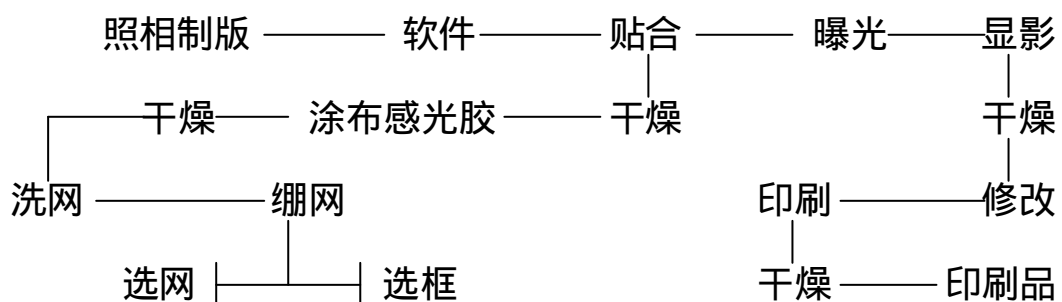 照相制版 软件 贴合 曝光 显影
干燥 涂布感光胶 干燥 干燥
洗网 绷网 印刷 修改
选网 选框 干燥 印刷品